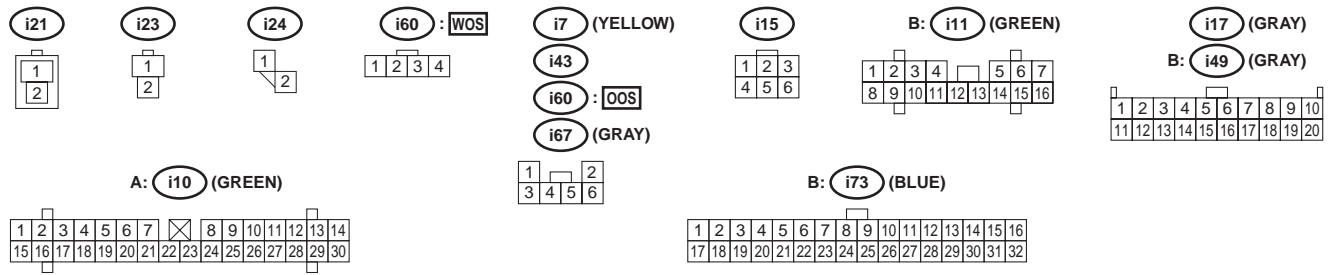 i21
1
2
i23
1
2
i24
1
2
i60 : WOS
1 2 3 4
i7 (YELLOW)
i43
i60 : OOS
i67 (GRAY)
1 2
3 4 5 6
i15
1 2 3
4 5 6
B: i11 (GREEN)
1 2 3 4 5 6 7
8 9 10 11 12 13 14 15 16
i17 (GRAY)
B: i49 (GRAY)
1 2 3 4 5 6 7 8 9 10
11 12 13 14 15 16 17 18 19 20
A: i10 (GREEN)
1 2 3 4 5 6 7 8 9 10 11 12 13 14
15 16 17 18 19 20 21 22 23 24 25 26 27 28 29 30
B: i73 (BLUE)
1 2 3 4 5 6 7 8 9 10 11 12 13 14 15 16
17 18 19 20 21 22 23 24 25 26 27 28 29 30 31 32